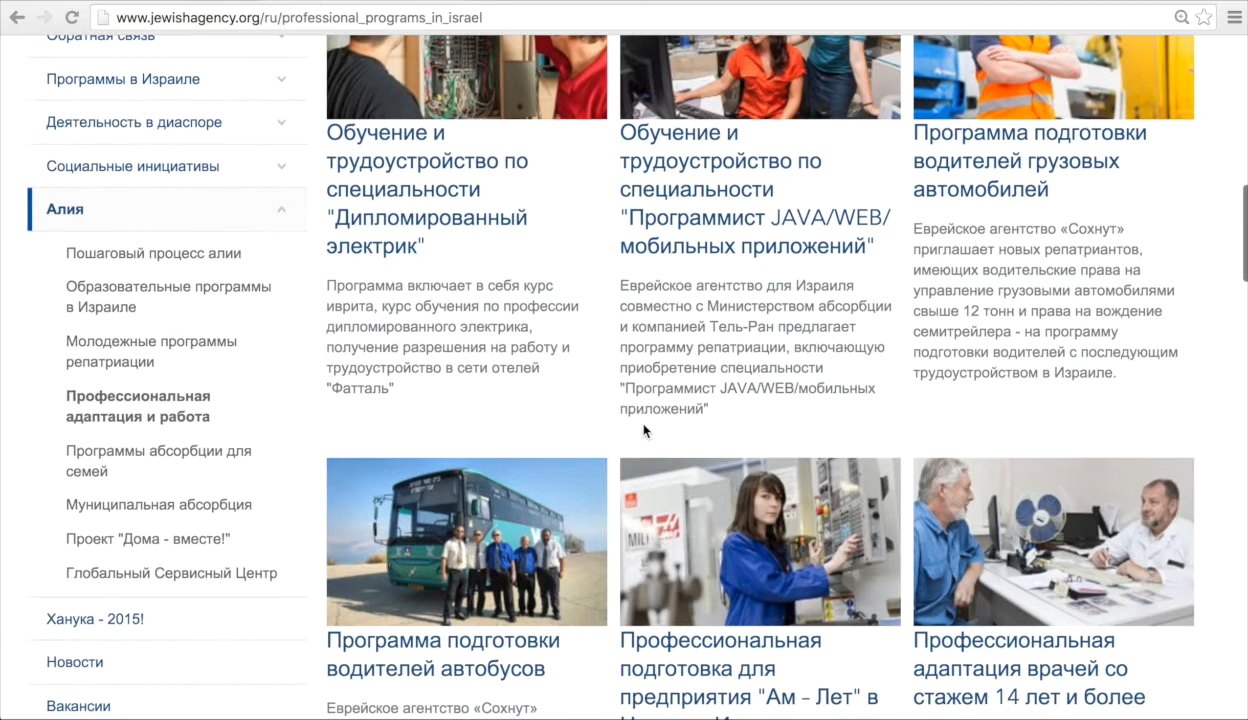 www.jewishagency.org/ru/professional_programs_in_israel
Обратная связь
Программы в Израиле
Деятельность в диаспоре
Социальные инициативы
Алия
Пошаговый процесс алии
Образовательные программы
в Израиле
Молодежные программы
репатриации
Профессиональная
адаптация и работа
Программы абсорбции для
семей
Муниципальная абсорбция
Проект "Дома - вместе!"
Глобальный Сервисный Центр
Ханука - 2015!
Новости
Вакансии
Обучение и
трудоустройство по
специальности
"Дипломированный
электрик"
Программа включает в себя курс
иврита, курс обучения по профессии
дипломированного электрика,
получение разрешения на работу и
трудоустройство в сети отелей
"Фатталь"
Обучение и
трудоустройство по
специальности
"Программист JAVA/WEB/
мобильных приложений"
Еврейское агентство для Израиля
совместно с Министерством абсорбции
и компанией Тель-Ран предлагает
программу репатриации, включающую
приобретение специальности
"Программист JAVA/WEB/мобильных
приложений"
Программа подготовки
водителей грузовых
автомобилей
Еврейское агентство «Сохнут»
приглашает новых репатриантов,
имеющих водительские права на
управление грузовыми автомобилями
свыше 12 тонн и права на вождение
семитрейлера - на программу
подготовки водителей с последующим
трудоустройством в Израиле.
Программа подготовки
водителей автобусов
Еврейское агентство «Сохнут»
Профессиональная
подготовка для
предприятия "Ам - Лет" в
Профессиональная
адаптация врачей со
стажем 14 лет и более